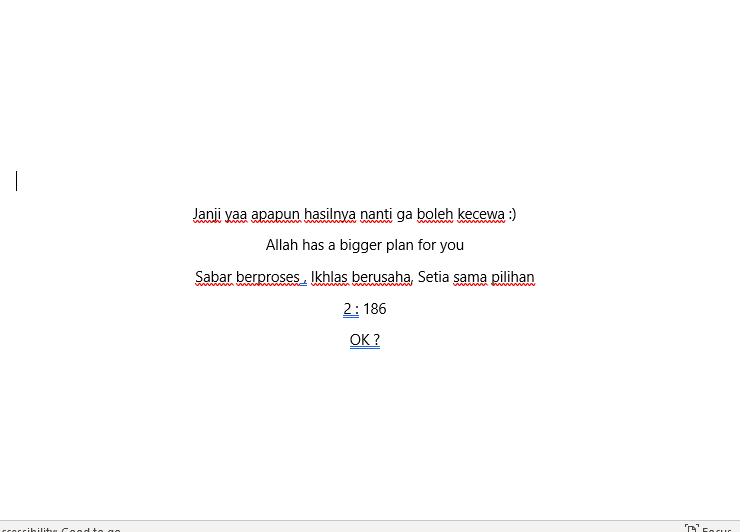 Janji yaa apapun hasilnya nanti ga boleh kecewa :)
Allah has a bigger plan for you
Sabar berproses , Ikhlas berusaha, Setia sama pilihan
2 : 186
OK ?
Accessibility: Good to go
Focus